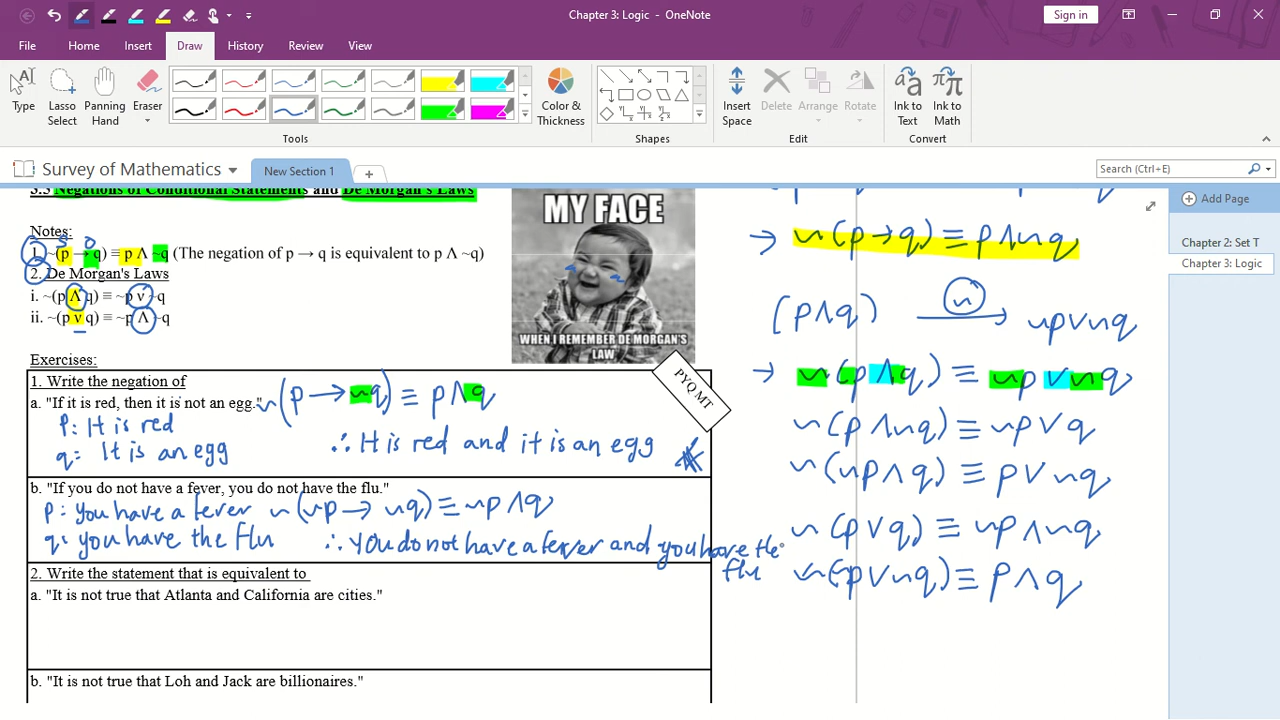 Chapter 3: Logic - OneNote
Sign in
File Home Insert Draw History Review View
Type
Lasso Select
Panning Hand
Eraser
Color & Thickness
Insert Space
Delete
Arrange
Rotate
Ink to Text
Ink to Math
Tools
Shapes
Edit
Convert
Survey of Mathematics
New Section 1
Search (Ctrl+E)
Add Page
Chapter 2: Set T
Chapter 3: Logic
3.5 Negations of Conditional Statements and De Morgan's Laws
Notes:
1. ~(p → q) ≡ p Λ ~q (The negation of p → q is equivalent to p Λ ~q)
2. De Morgan's Laws
i. ~(p Λ q) ≡ ~p v ~q
ii. ~(p v q) ≡ ~p Λ ~q
MY FACE
WHEN I REMEMBER DE MORGAN'S LAW
Exercises:
PYQ MT
1. Write the negation of
a. "If it is red, then it is not an egg."
~(p → ~q) ≡ p Λ q
p: It is red
q: It is an egg
∴ It is red and it is an egg
b. "If you do not have a fever, you do not have the flu."
p: you have a fever ~(~p → ~q) ≡ ~p Λ q
q: you have the flu
∴ you do not have a fever and you have the flu
2. Write the statement that is equivalent to
a. "It is not true that Atlanta and California are cities."
b. "It is not true that Loh and Jack are billionaires."
→ ~(p → q) ≡ p Λ ~q
(p Λ q) ~ → ~p v ~q
→ ~(p Λ q) ≡ ~p v ~q
~(p Λ ~q) ≡ ~p v q
~(~p Λ q) ≡ p v ~q
~(p v q) ≡ ~p Λ ~q
~(~p v ~q) ≡ p Λ q